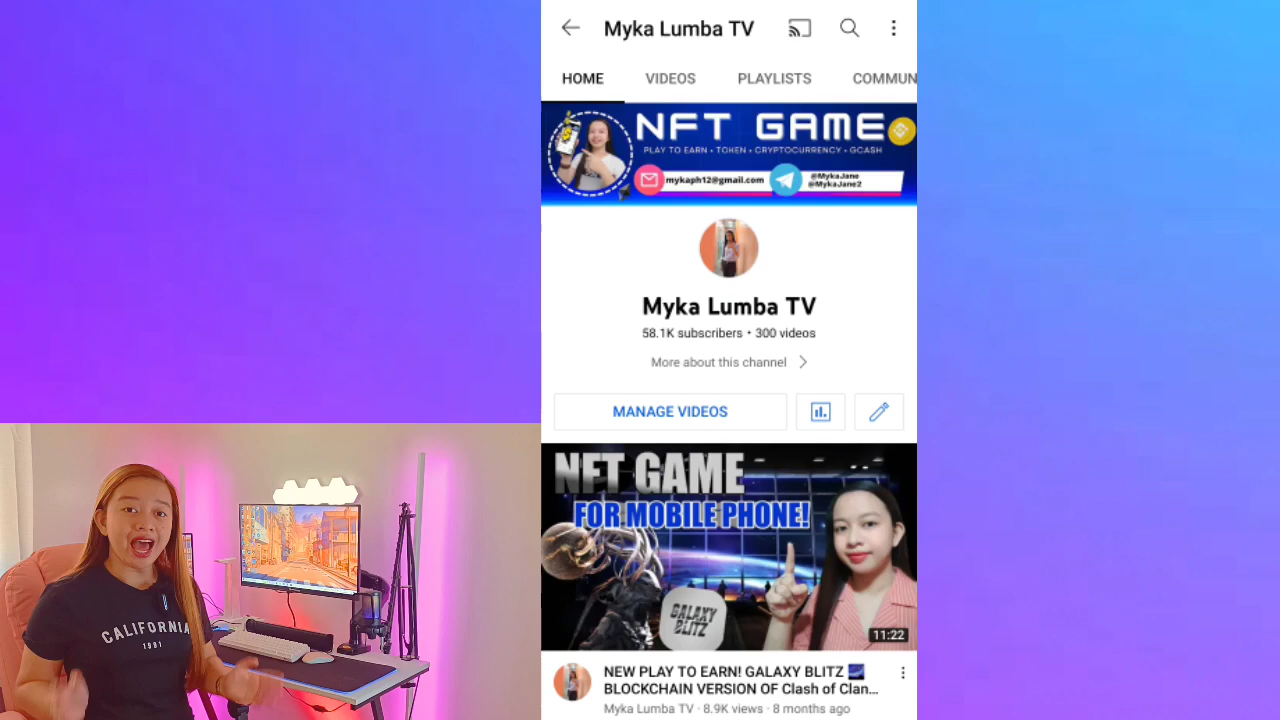 Myka Lumba TV
HOME VIDEOS PLAYLISTS COMMUN
NFT GAME
PLAY TO EARN • TOKEN • CRYPTOCURRENCY • GCASH
mykaph12@gmail.com
@MykaJane
@MykaJane2
Myka Lumba TV
58.1K subscribers • 300 videos
More about this channel
MANAGE VIDEOS
NFT GAME
FOR MOBILE PHONE!
GALAXY
BLITZ
11:22
NEW PLAY TO EARN! GALAXY BLITZ
BLOCKCHAIN VERSION OF Clash of Clan...
Myka Lumba TV · 8.9K views · 8 months ago
CALIFORNIA
1981